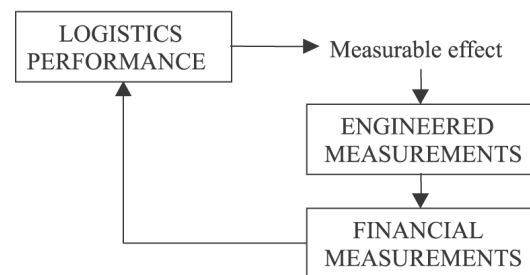 LOGISTICS
PERFORMANCE
Measurable effect
ENGINEERED
MEASUREMENTS
FINANCIAL
MEASUREMENTS